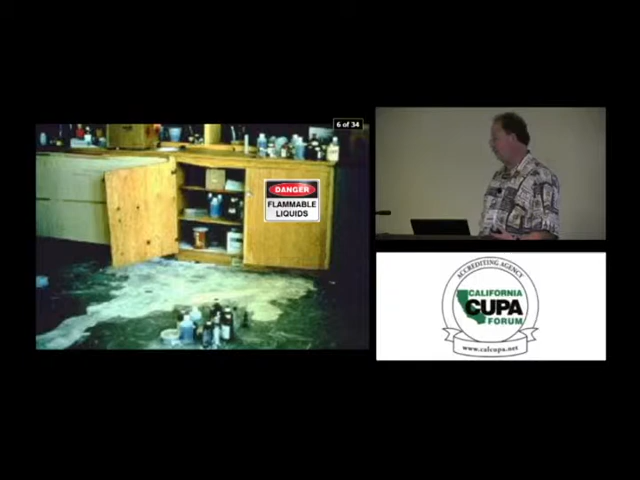 6 of 34
DANGER
FLAMMABLE
LIQUIDS
ACCREDITING AGENCY
CALIFORNIA
CUPA
FORUM
www.calcupa.net